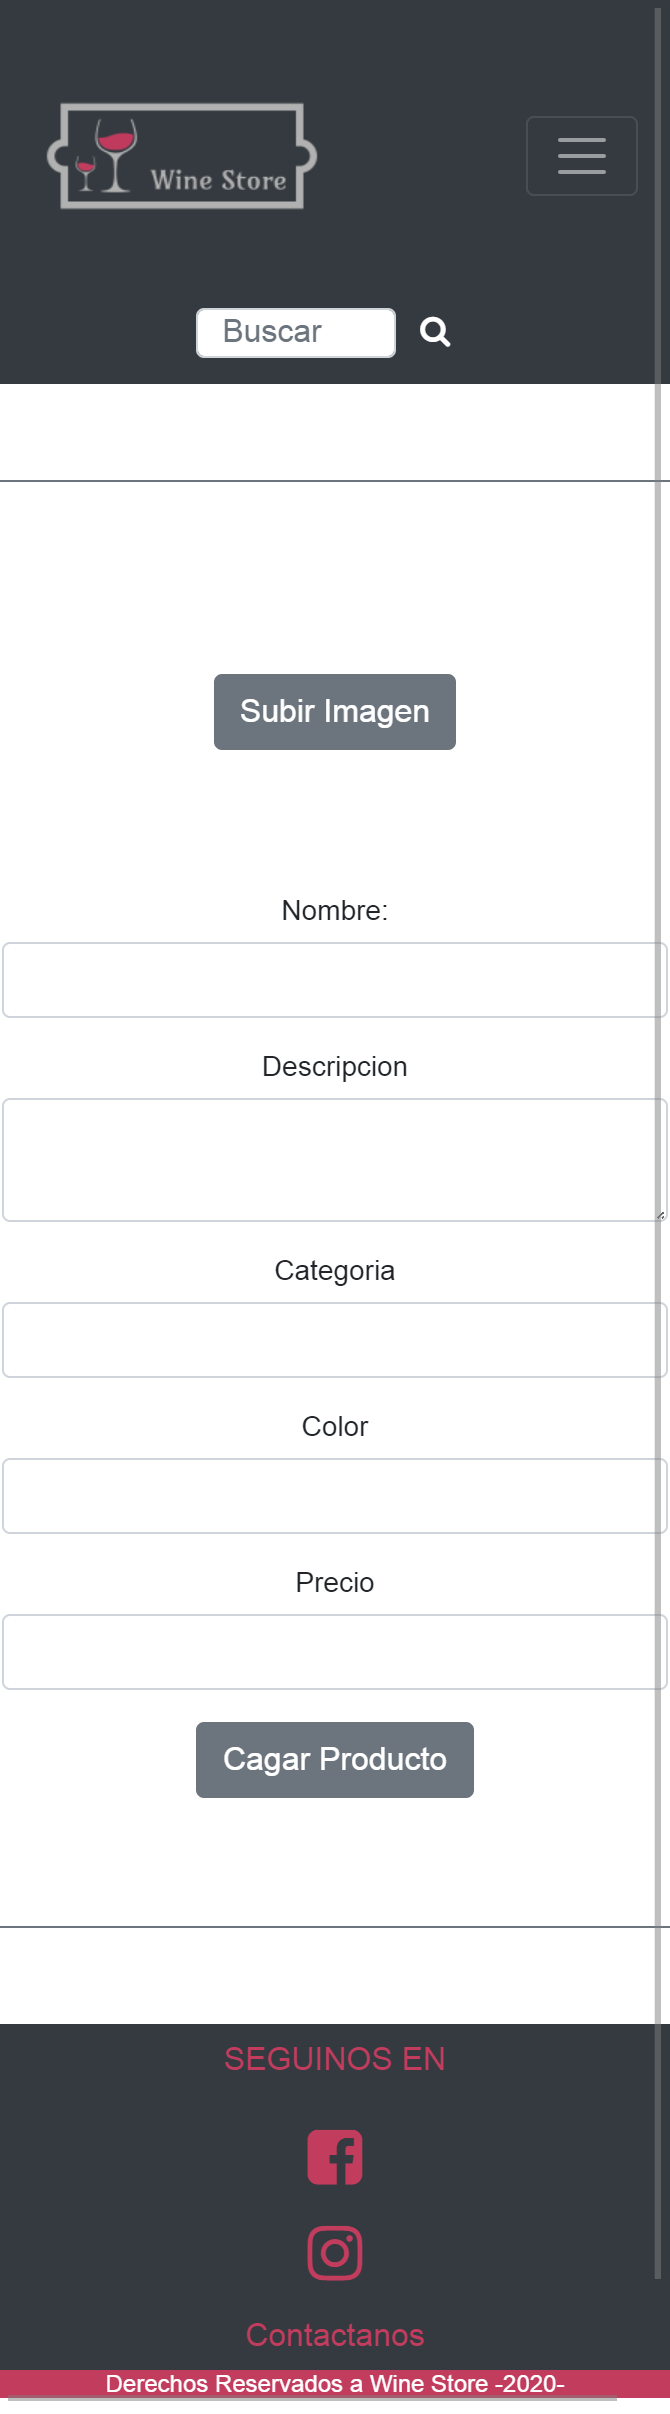 Wine Store
Buscar
Subir Imagen
Nombre:
Descripcion
Categoria
Color
Precio
Cagar Producto
SEGUINOS EN
Contactanos
Derechos Reservados a Wine Store -2020-